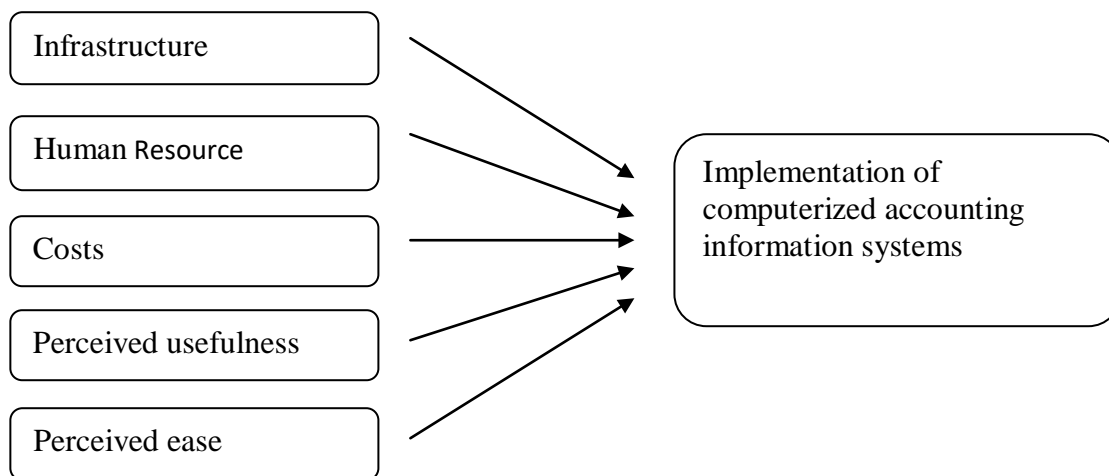 Infrastructure
Human Resource
Costs
Perceived usefulness
Perceived ease
Implementation of
computerized accounting
information systems